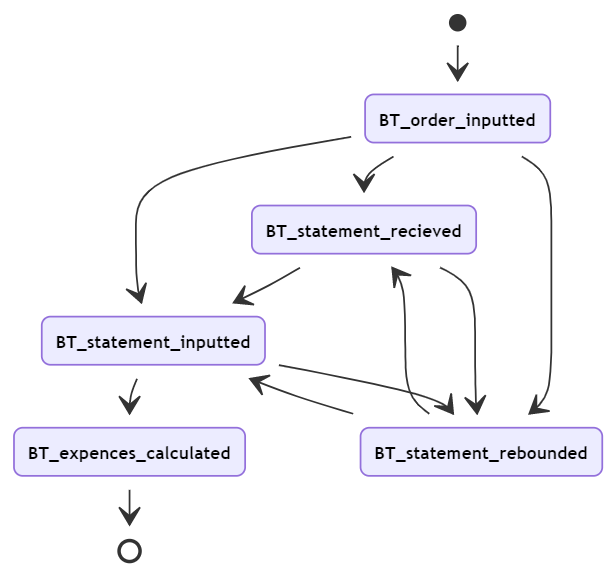 BT_order_inputted
BT_statement_recieved
BT_statement_inputted
BT_expences_calculated
BT_statement_rebounded